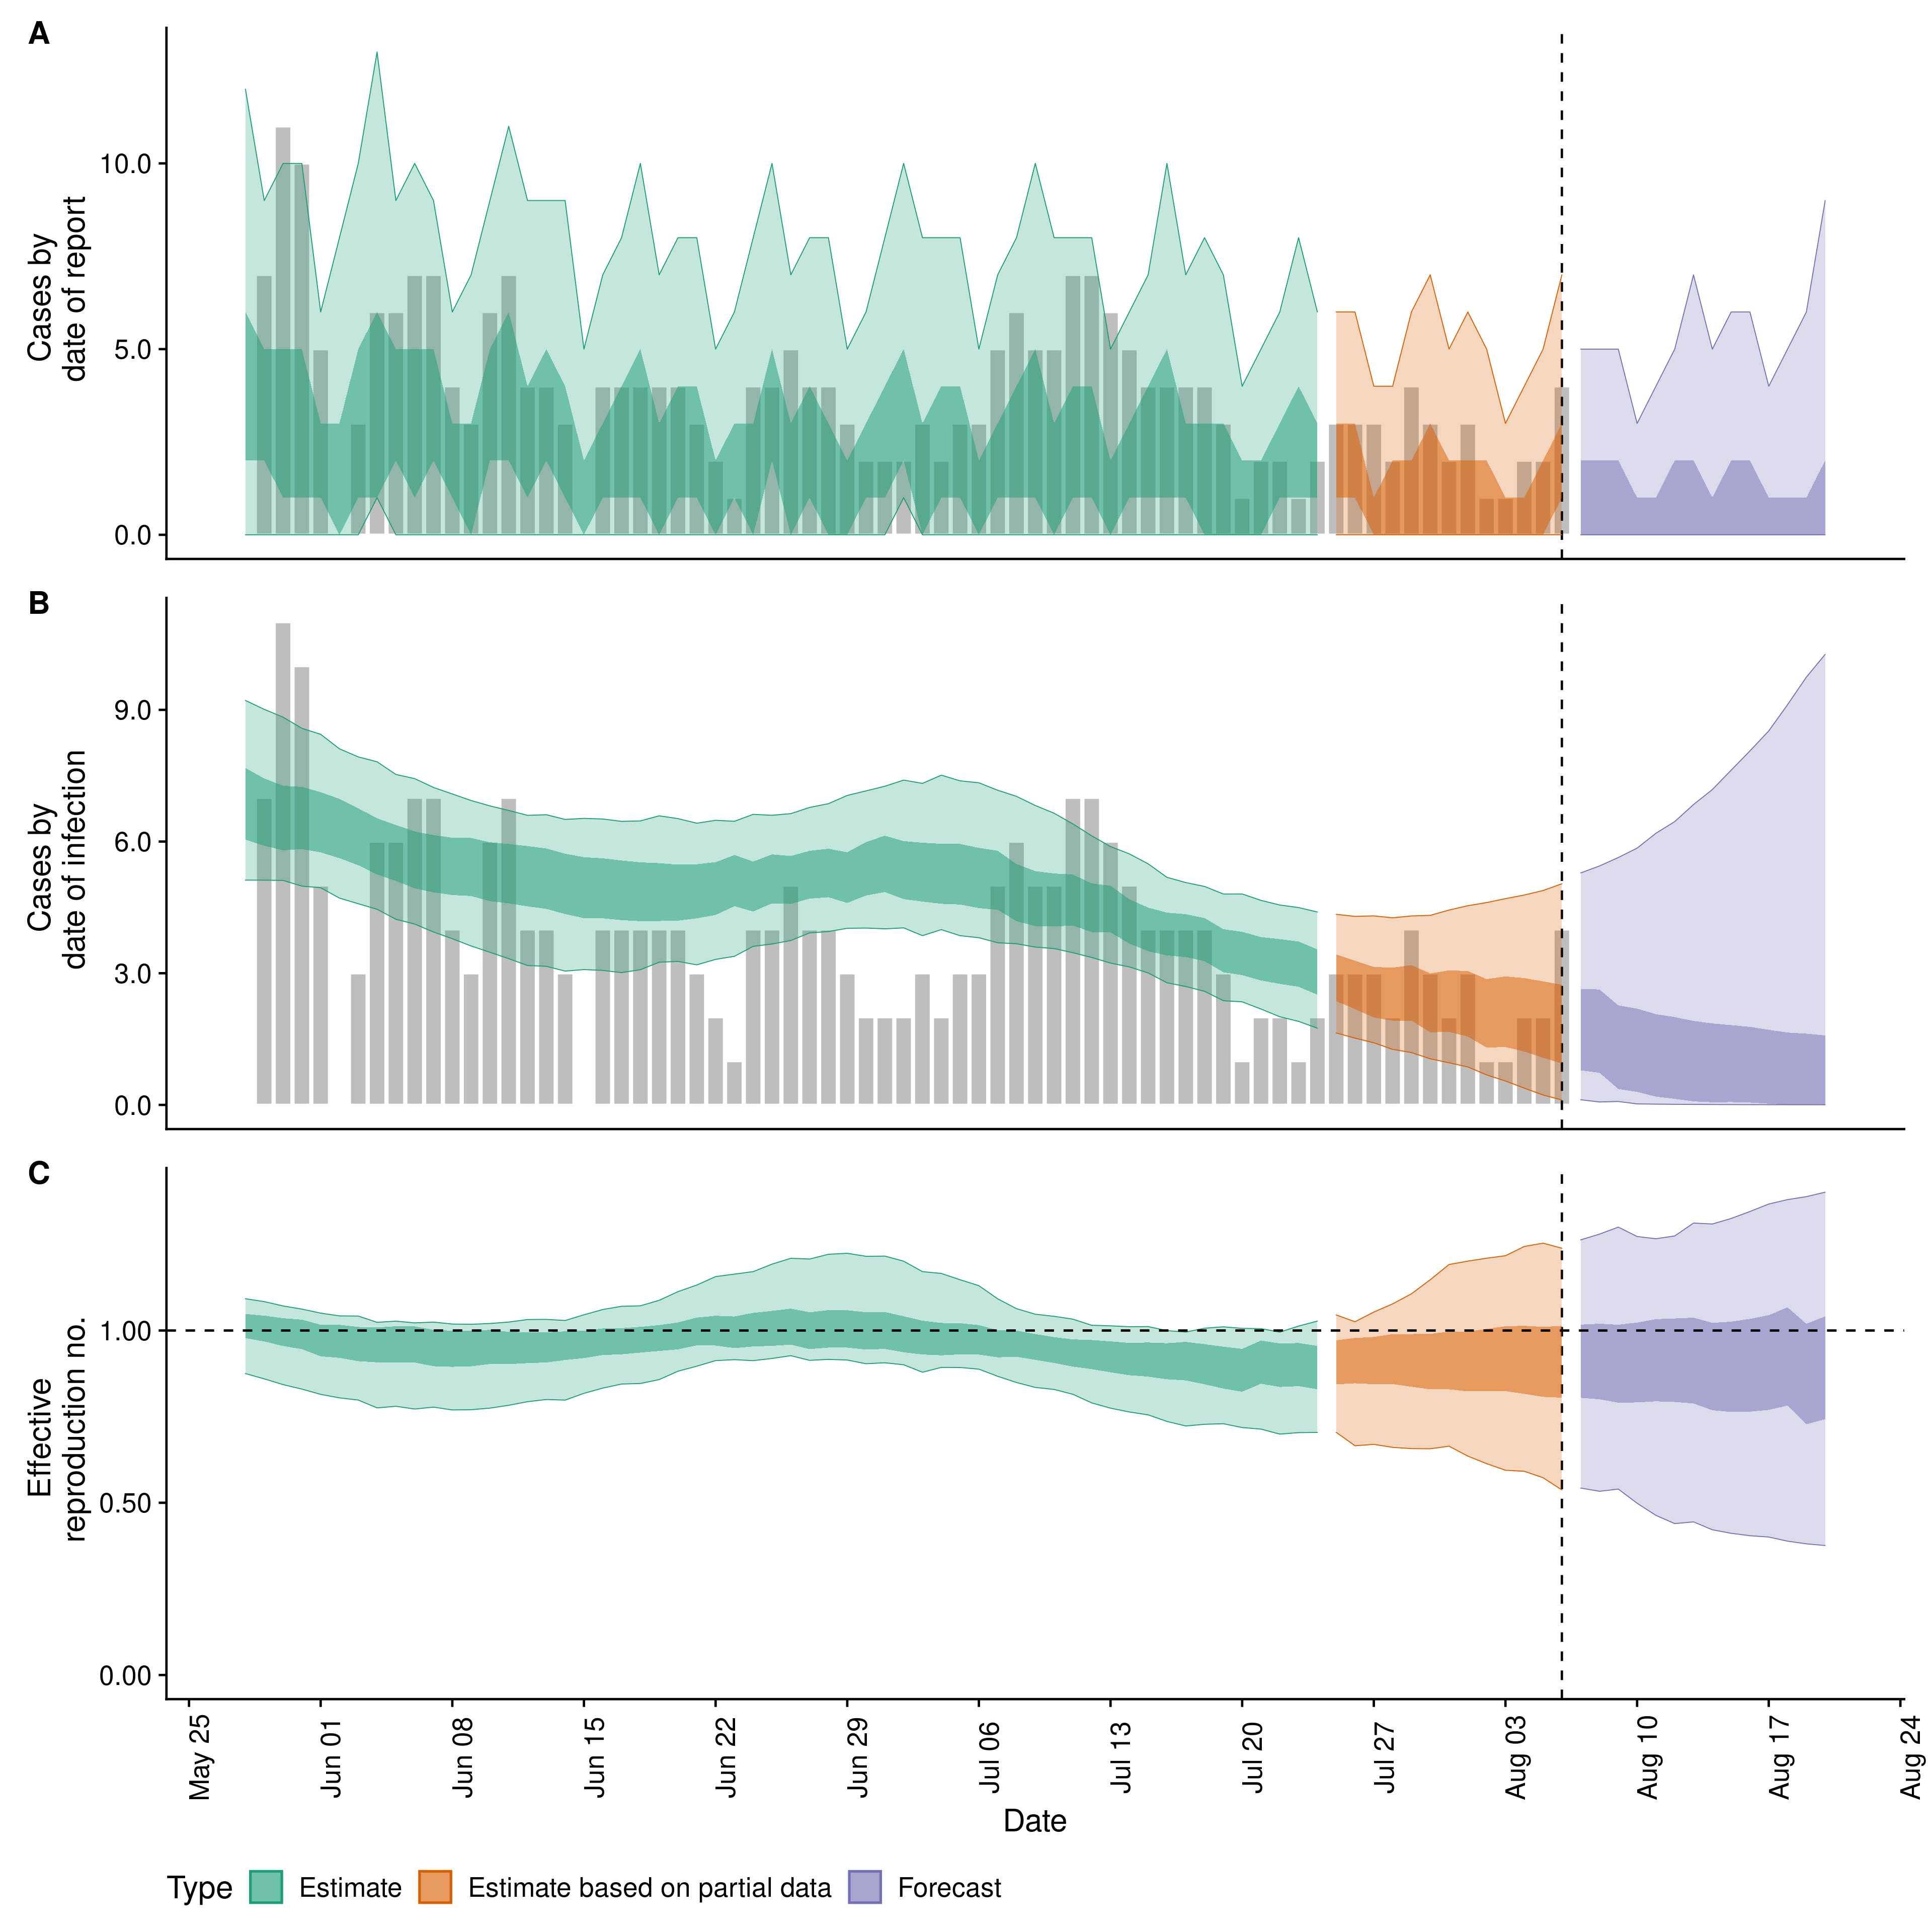 A
Cases by
date of report
10.0
5.0
0.0
B
Cases by
date of infection
9.0
6.0
3.0
0.0
C
Effective
reproduction no.
1.00
0.50
0.00
May 25
Jun 01
Jun 08
Jun 15
Jun 22
Jun 29
Jul 06
Jul 13
Jul 20
Jul 27
Aug 03
Aug 10
Aug 17
Aug 24
Date
Type Estimate Estimate based on partial data Forecast